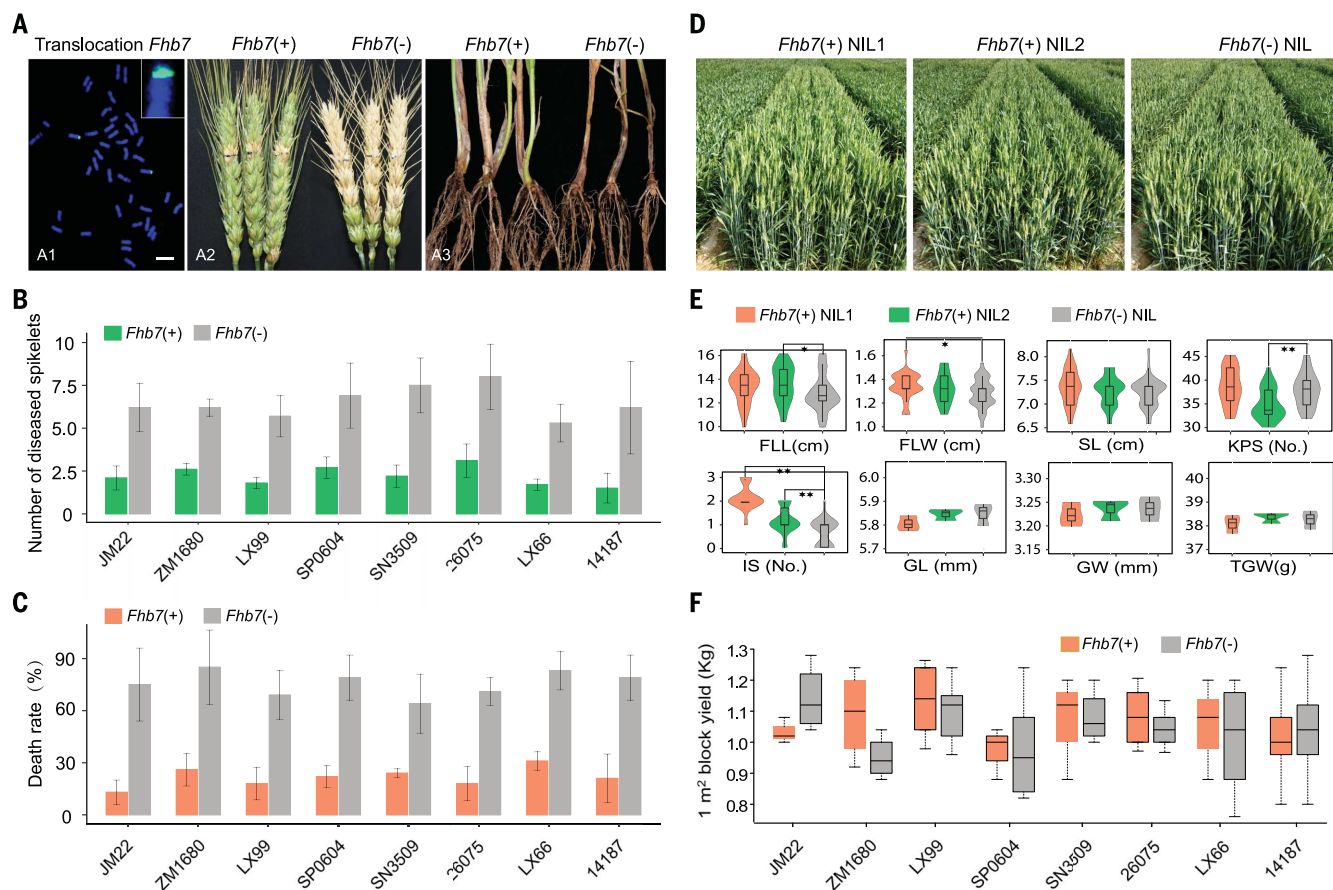 A
Translocation Fhb7
Fhb7(+)
Fhb7(-)
Fhb7(+)
Fhb7(-)
A1
A2
A3
B
Fhb7(+)
Fhb7(-)
Number of diseased spikelets
10
7.5
5.0
2.5
0
JM22
ZM1680
LX99
SP0604
SN3509
26075
LX66
14187
C
Fhb7(+)
Fhb7(-)
Death rate (%)
90
60
30
0
JM22
ZM1680
LX99
SP0604
SN3509
26075
LX66
14187
D
Fhb7(+) NIL1
Fhb7(+) NIL2
Fhb7(-) NIL
E
Fhb7(+) NIL1
Fhb7(+) NIL2
Fhb7(-) NIL
16
14
12
10
*
FLL(cm)
1.8
1.6
1.4
1.2
1.0
*
FLW (cm)
8.0
7.5
7.0
6.5
SL (cm)
45
40
35
30
**
KPS (No.)
3
2
1
0
**
**
IS (No.)
6.0
5.9
5.8
5.7
GL (mm)
3.25
3.20
3.15
GW (mm)
41
39
38
37
TGW(g)
F
Fhb7(+)
Fhb7(-)
1 m² block yield (Kg)
1.3
1.2
1.1
1.0
0.9
0.8
JM22
ZM1680
LX99
SP0604
SN3509
26075
LX66
14187